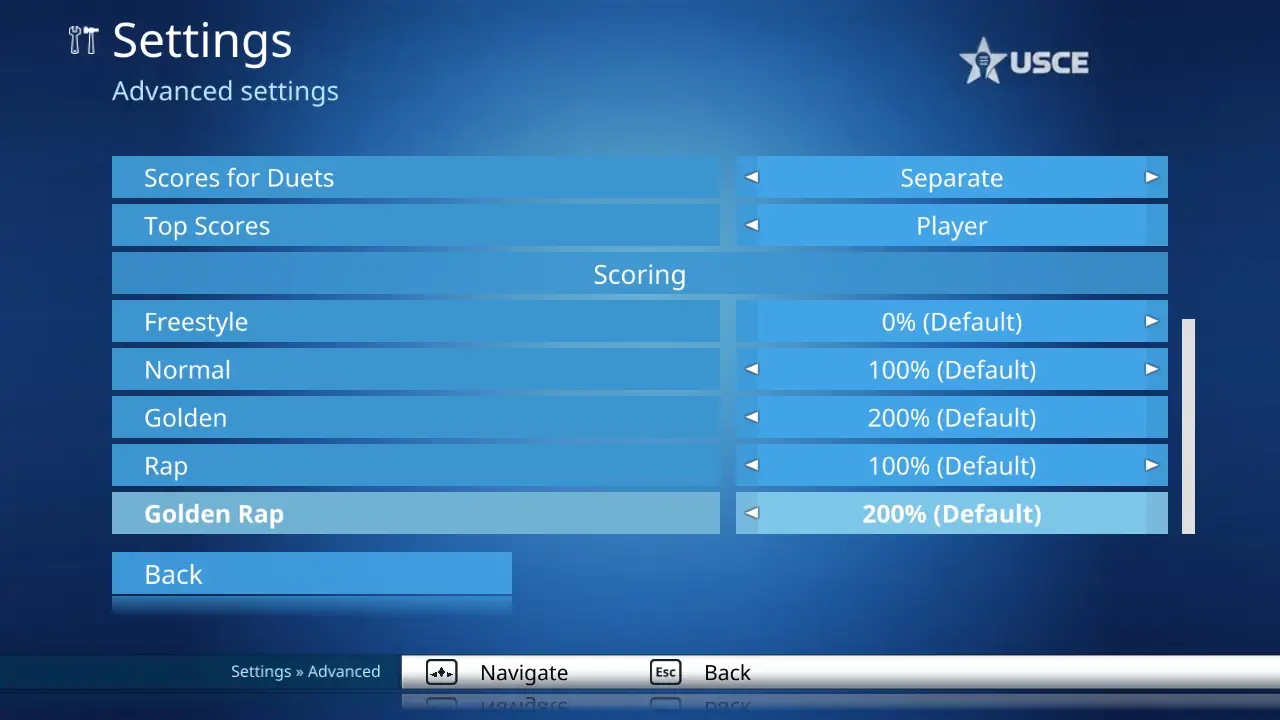 Settings
Advanced settings
USCE
Scores for Duets
Separate
Top Scores
Player
Scoring
Freestyle
0% (Default)
Normal
100% (Default)
Golden
200% (Default)
Rap
100% (Default)
Golden Rap
200% (Default)
Back
Settings » Advanced
Navigate
Esc
Back